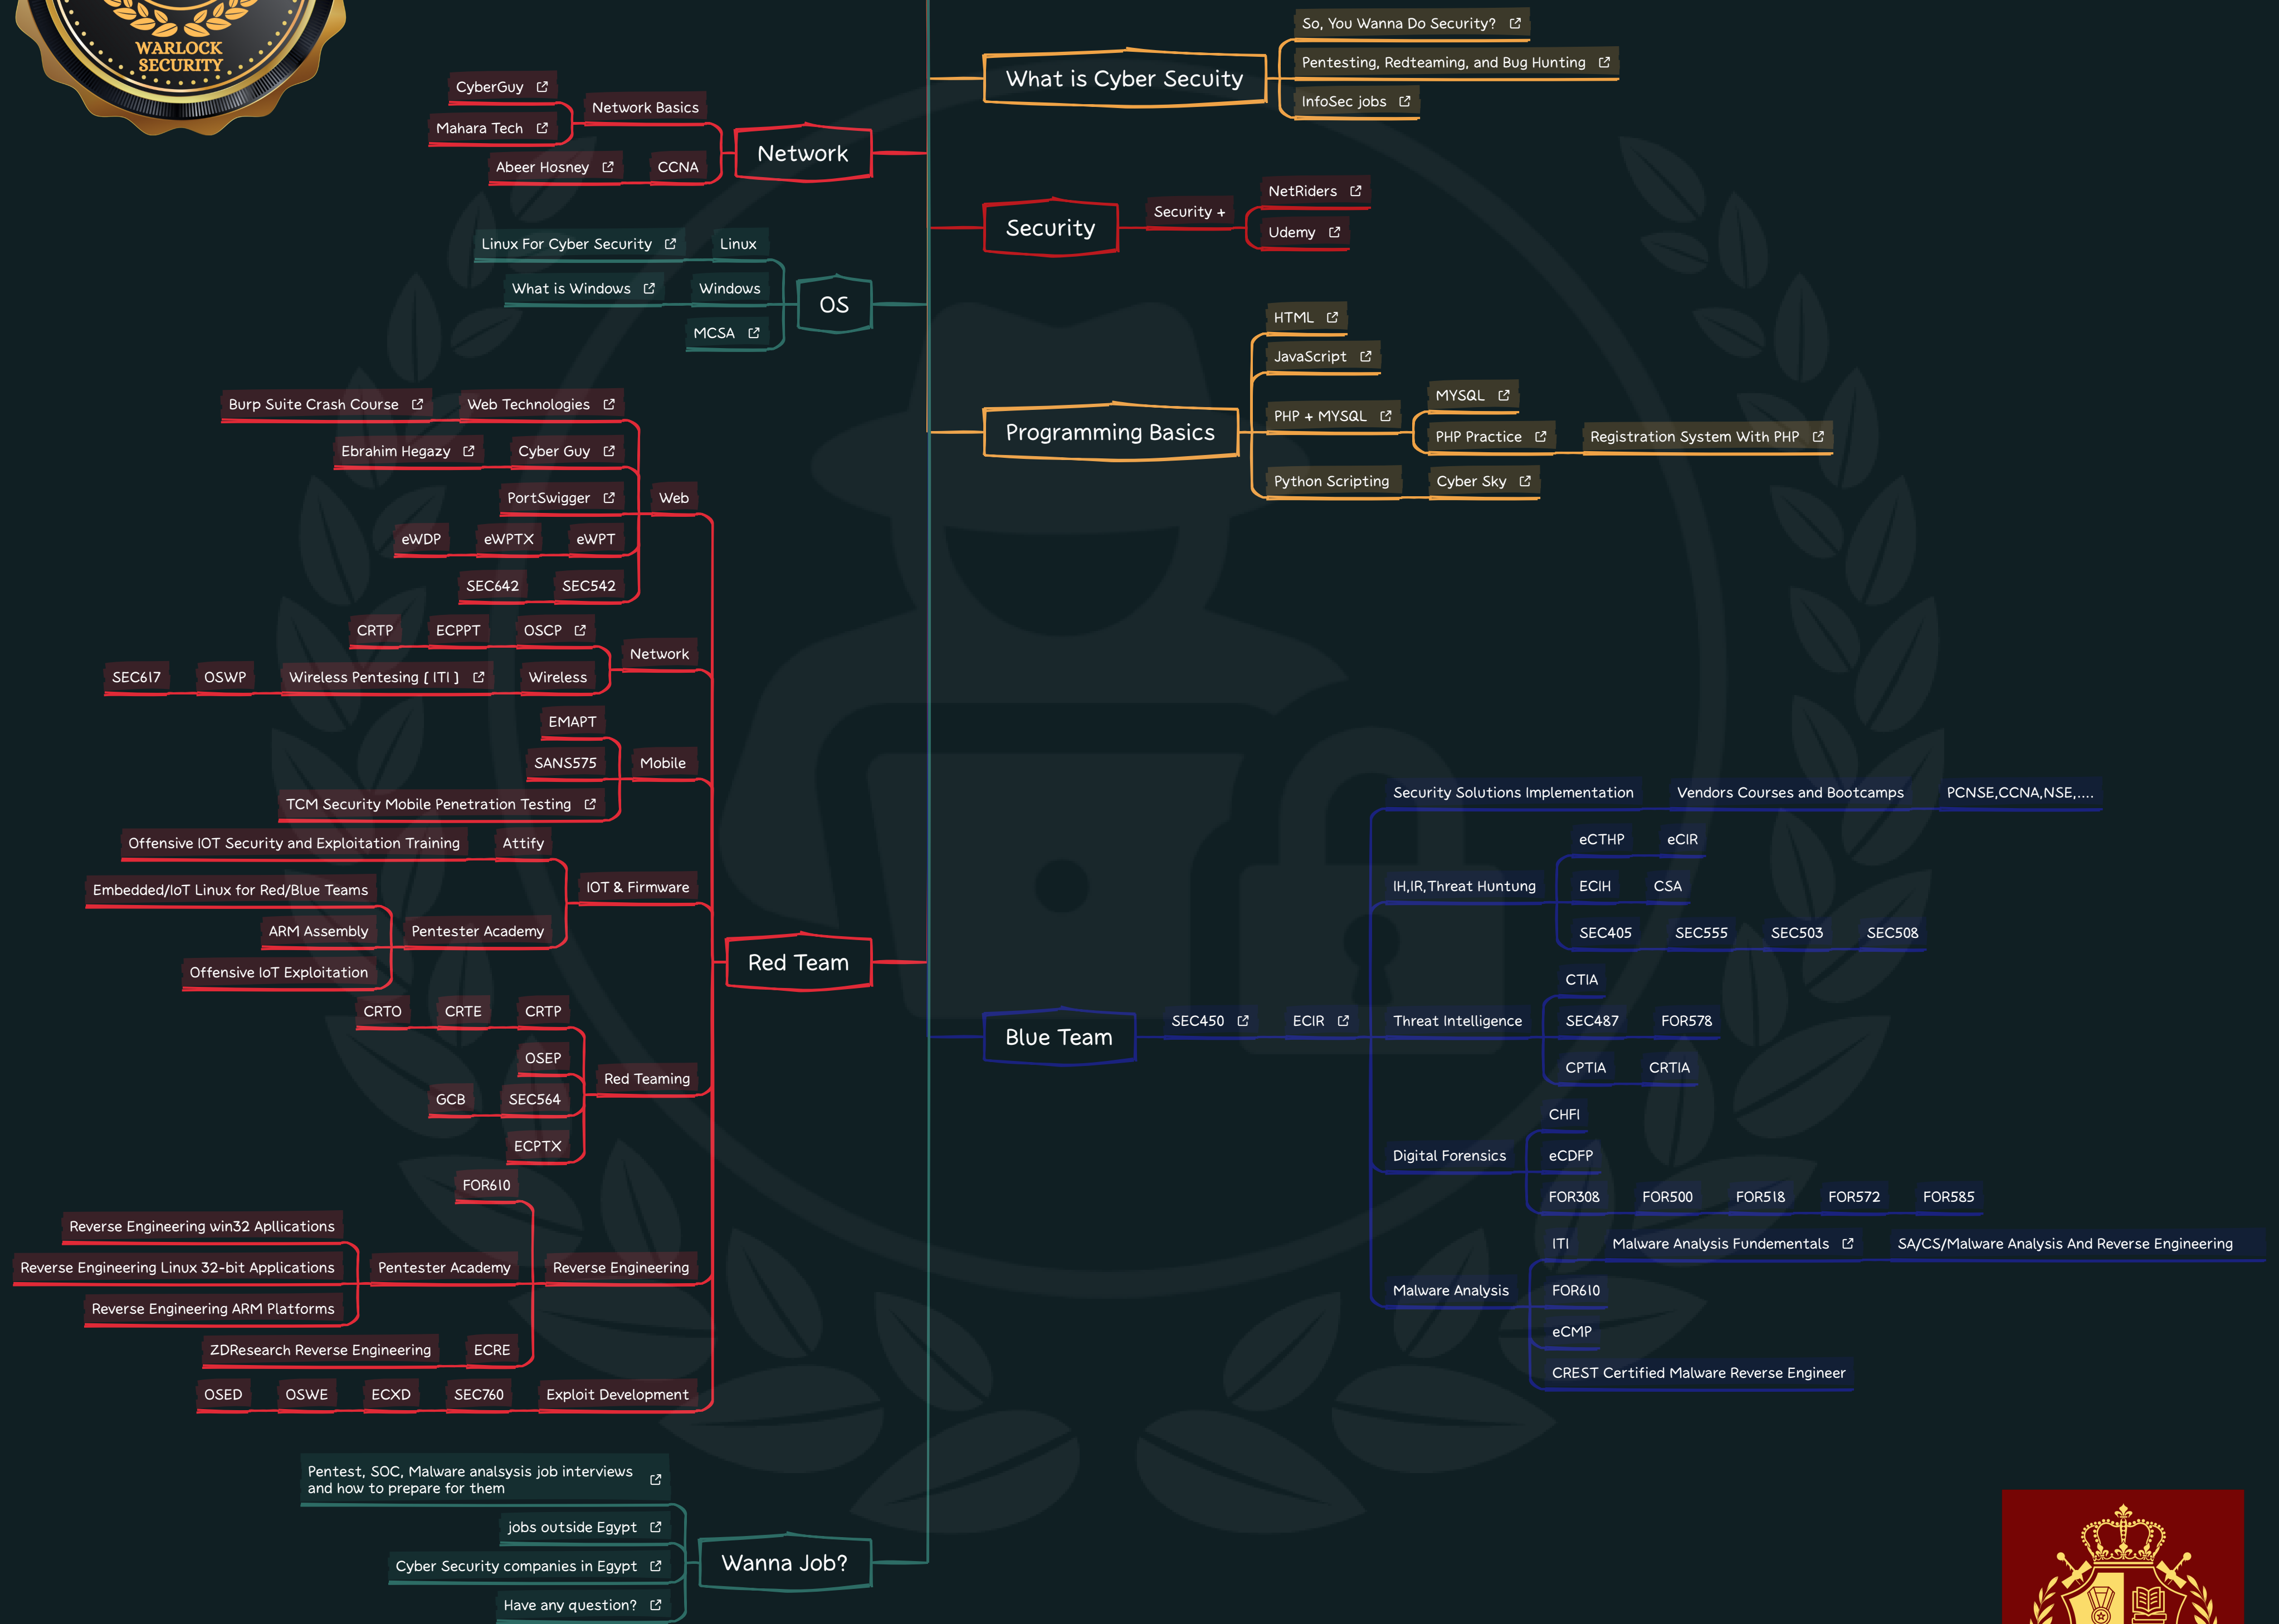 WARLOCK
SECURITY
What is Cyber Secuity
So, You Wanna Do Security?
Pentesting, Redteaming, and Bug Hunting
InfoSec jobs
Network
Network Basics
CyberGuy
Mahara Tech
CCNA
Abeer Hosney
Security
Security +
NetRiders
Udemy
OS
Linux
Linux For Cyber Security
Windows
What is Windows
MCSA
Programming Basics
HTML
JavaScript
PHP + MYSQL
MYSQL
PHP Practice
Registration System With PHP
Python Scripting
Cyber Sky
Red Team
Web
Web Technologies
Burp Suite Crash Course
Cyber Guy
Ebrahim Hegazy
PortSwigger
eWPT
eWPTX
eWDP
SEC542
SEC642
Network
OSCP
ECPPT
CRTP
Wireless
Wireless Pentesing ( ITI )
OSWP
SEC617
Mobile
EMAPT
SANS575
TCM Security Mobile Penetration Testing
IOT & Firmware
Attify
Offensive IOT Security and Exploitation Training
Pentester Academy
Embedded/IoT Linux for Red/Blue Teams
ARM Assembly
Offensive IoT Exploitation
Red Teaming
CRTP
CRTE
CRTO
OSEP
SEC564
GCB
ECPTX
Reverse Engineering
FOR610
Pentester Academy
Reverse Engineering win32 Apllications
Reverse Engineering Linux 32-bit Applications
Reverse Engineering ARM Platforms
ECRE
ZDResearch Reverse Engineering
Exploit Development
SEC760
ECXD
OSWE
OSED
Blue Team
SEC450
ECIR
Security Solutions Implementation
Vendors Courses and Bootcamps
PCNSE,CCNA,NSE,....
IH,IR,Threat Huntung
eCTHP
eCIR
ECIH
CSA
SEC405
SEC555
SEC503
SEC508
Threat Intelligence
CTIA
SEC487
FOR578
CPTIA
CRTIA
Digital Forensics
CHFI
eCDFP
FOR308
FOR500
FOR518
FOR572
FOR585
Malware Analysis
ITI
Malware Analysis Fundementals
SA/CS/Malware Analysis And Reverse Engineering
FOR610
eCMP
CREST Certified Malware Reverse Engineer
Wanna Job?
Pentest, SOC, Malware analsysis job interviews
and how to prepare for them
jobs outside Egypt
Cyber Security companies in Egypt
Have any question?